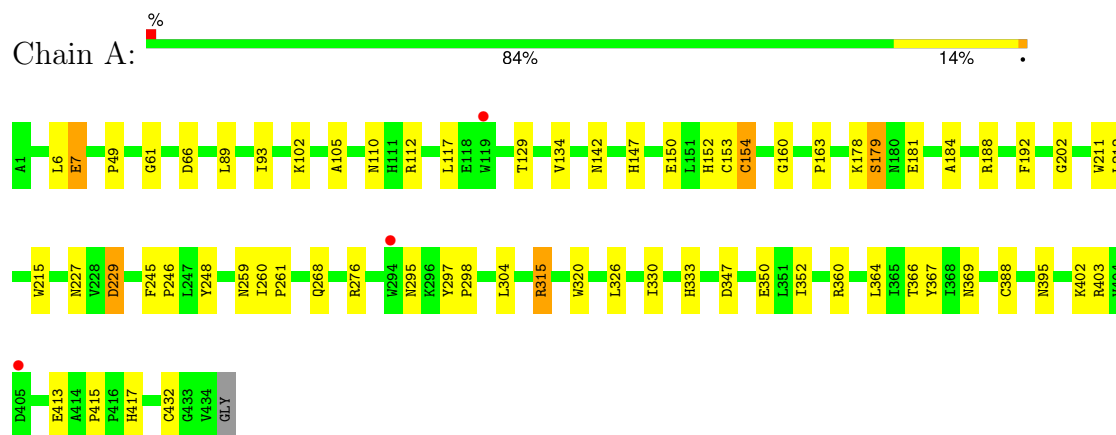 %
Chain A:
84% 14% •
A1 L6 E7 P49 G61 D66 L89 I93 K102 A105 N110 H111 R112 L117 E118 W119 T129 V134 N142 H147 E150 L151 H152 C153 C154 G160 P163 K178 S179 N180 E181 A184 R188 F192 G202 W211
W215 N227 V228 D229 F245 P246 L247 Y248 N259 I260 P261 Q268 R276 W294 N295 K296 Y297 P298 L304 R315 W320 L326 I330 H333 D347 E350 L351 I352 R360 L364 I365 T366 Y367 I368 N369 C388 N395 K402 R403
D405 E413 A414 P415 P416 H417 C432 G433 V434 GLY